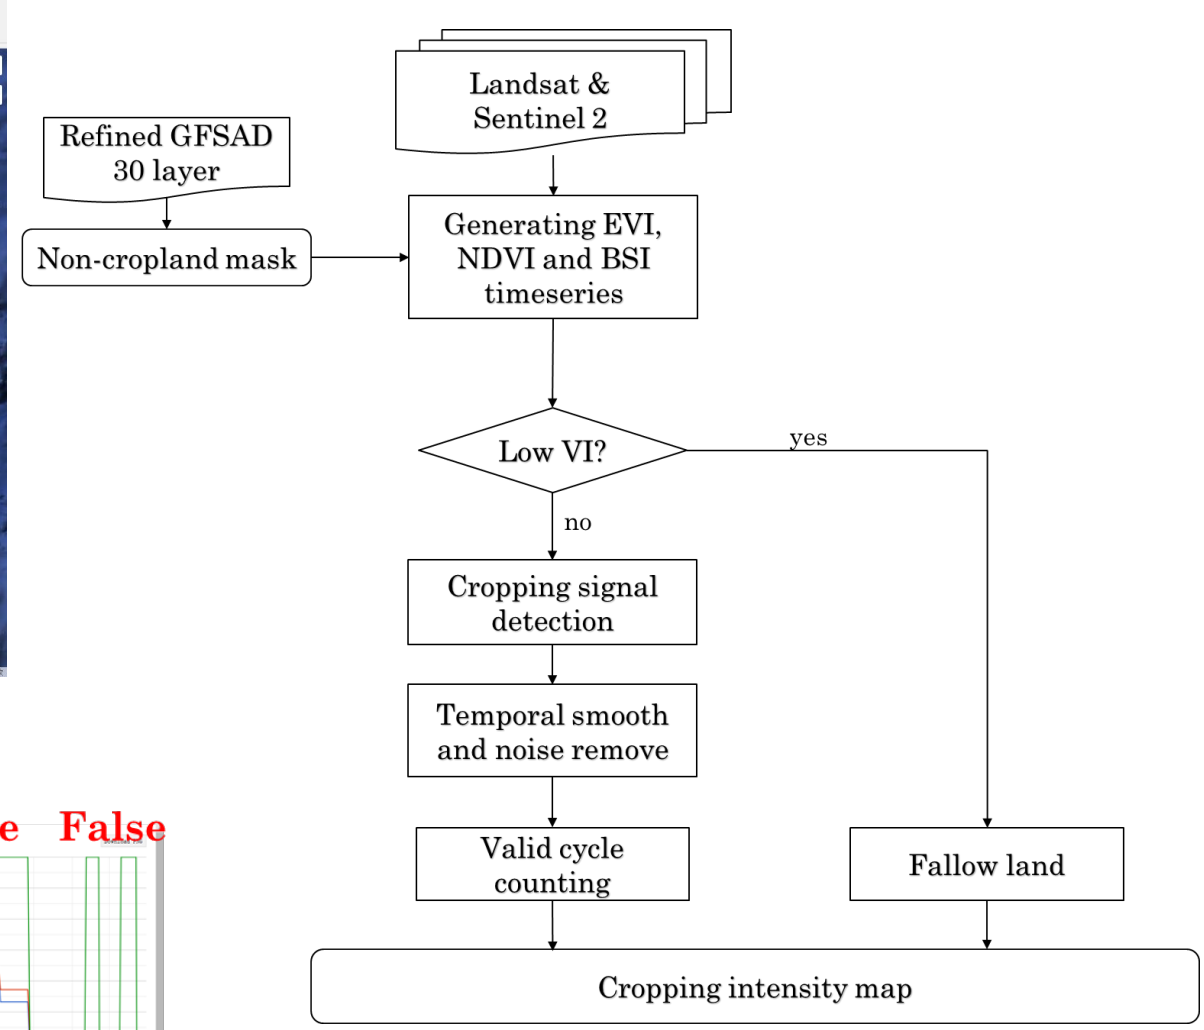 Landsat &
Sentinel 2
Refined GFSAD
30 layer
Non-cropland mask
Generating EVI,
NDVI and BSI
timeseries
Low VI?
yes
no
Cropping signal
detection
Temporal smooth
and noise remove
e False
Valid cycle
counting
Fallow land
Cropping intensity map